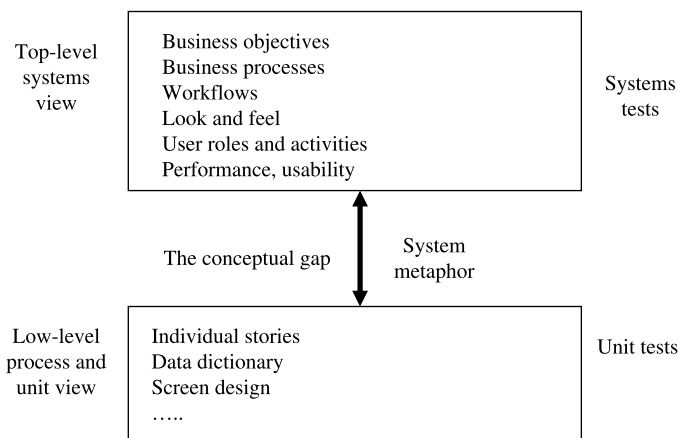 Top-level
systems
view
Business objectives
Business processes
Workflows
Look and feel
User roles and activities
Performance, usability
Systems
tests
The conceptual gap
System
metaphor
Low-level
process and
unit view
Individual stories
Data dictionary
Screen design
…..
Unit tests